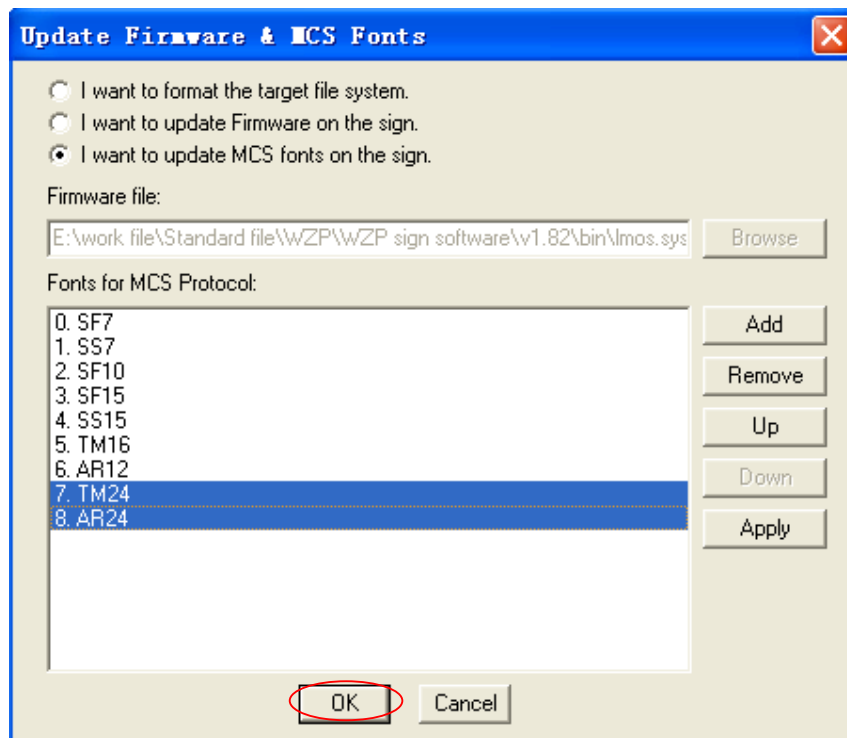 Update Firmware & MCS Fonts
I want to format the target file system.
I want to update Firmware on the sign.
I want to update MCS fonts on the sign.
Firmware file:
E:\work file\Standard file\WZP\WZP sign software\v1.82\bin\lmos.sys
Browse
Fonts for MCS Protocol:
0. SF7
1. SS7
2. SF10
3. SF15
4. SS15
5. TM16
6. AR12
7. TM24
8. AR24
Add
Remove
Up
Down
Apply
OK
Cancel